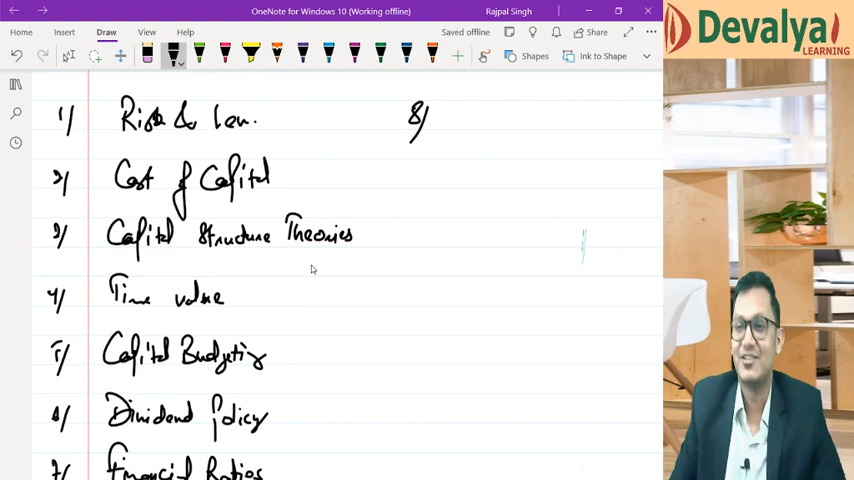 OneNote for Windows 10 (Working offline)
Rajpal Singh
Home Insert Draw View Help
Saved offline
Share
Shapes
Ink to Shape
1/ Risk & Lev.
8/
2/ Cost of Capital
3/ Capital Structure Theories
4/ Time value
5/ Capital Budgeting
6/ Dividend Policy
7/ Financial Ratios
Devalya
LEARNING